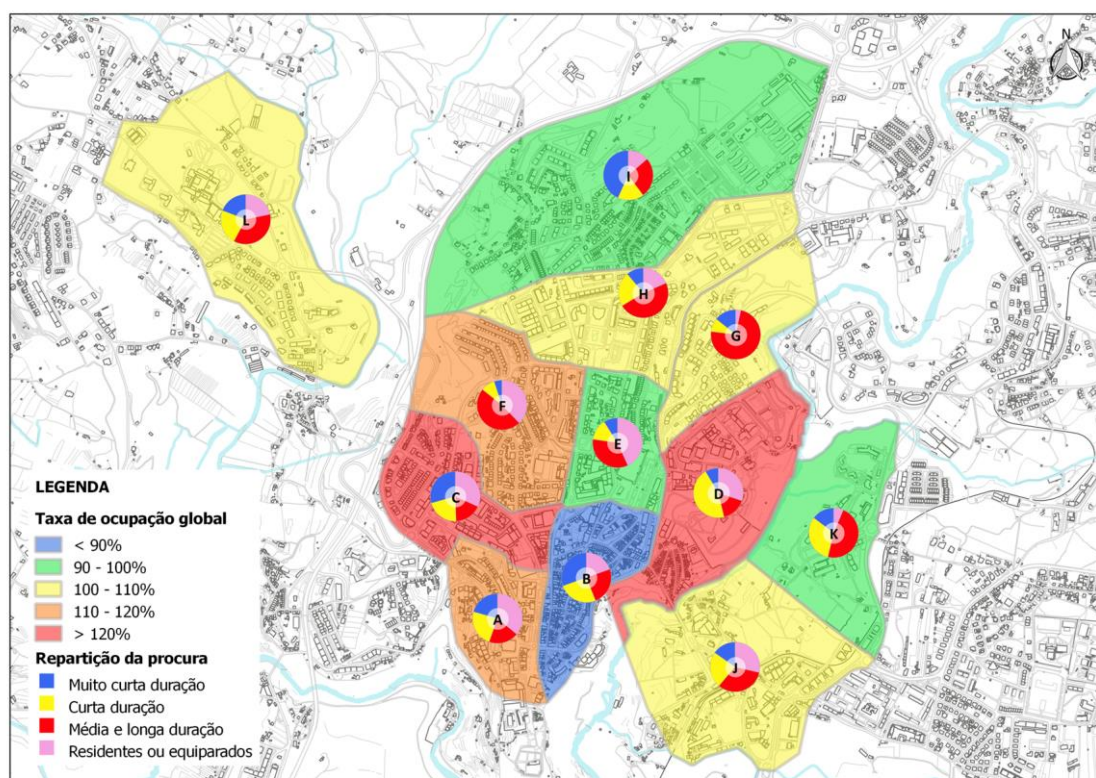 N
I
L
H
G
F
E
C
D
K
B
A
J
LEGENDA
Taxa de ocupação global
< 90%
90 - 100%
100 - 110%
110 - 120%
> 120%
Repartição da procura
Muito curta duração
Curta duração
Média e longa duração
Residentes ou equiparados